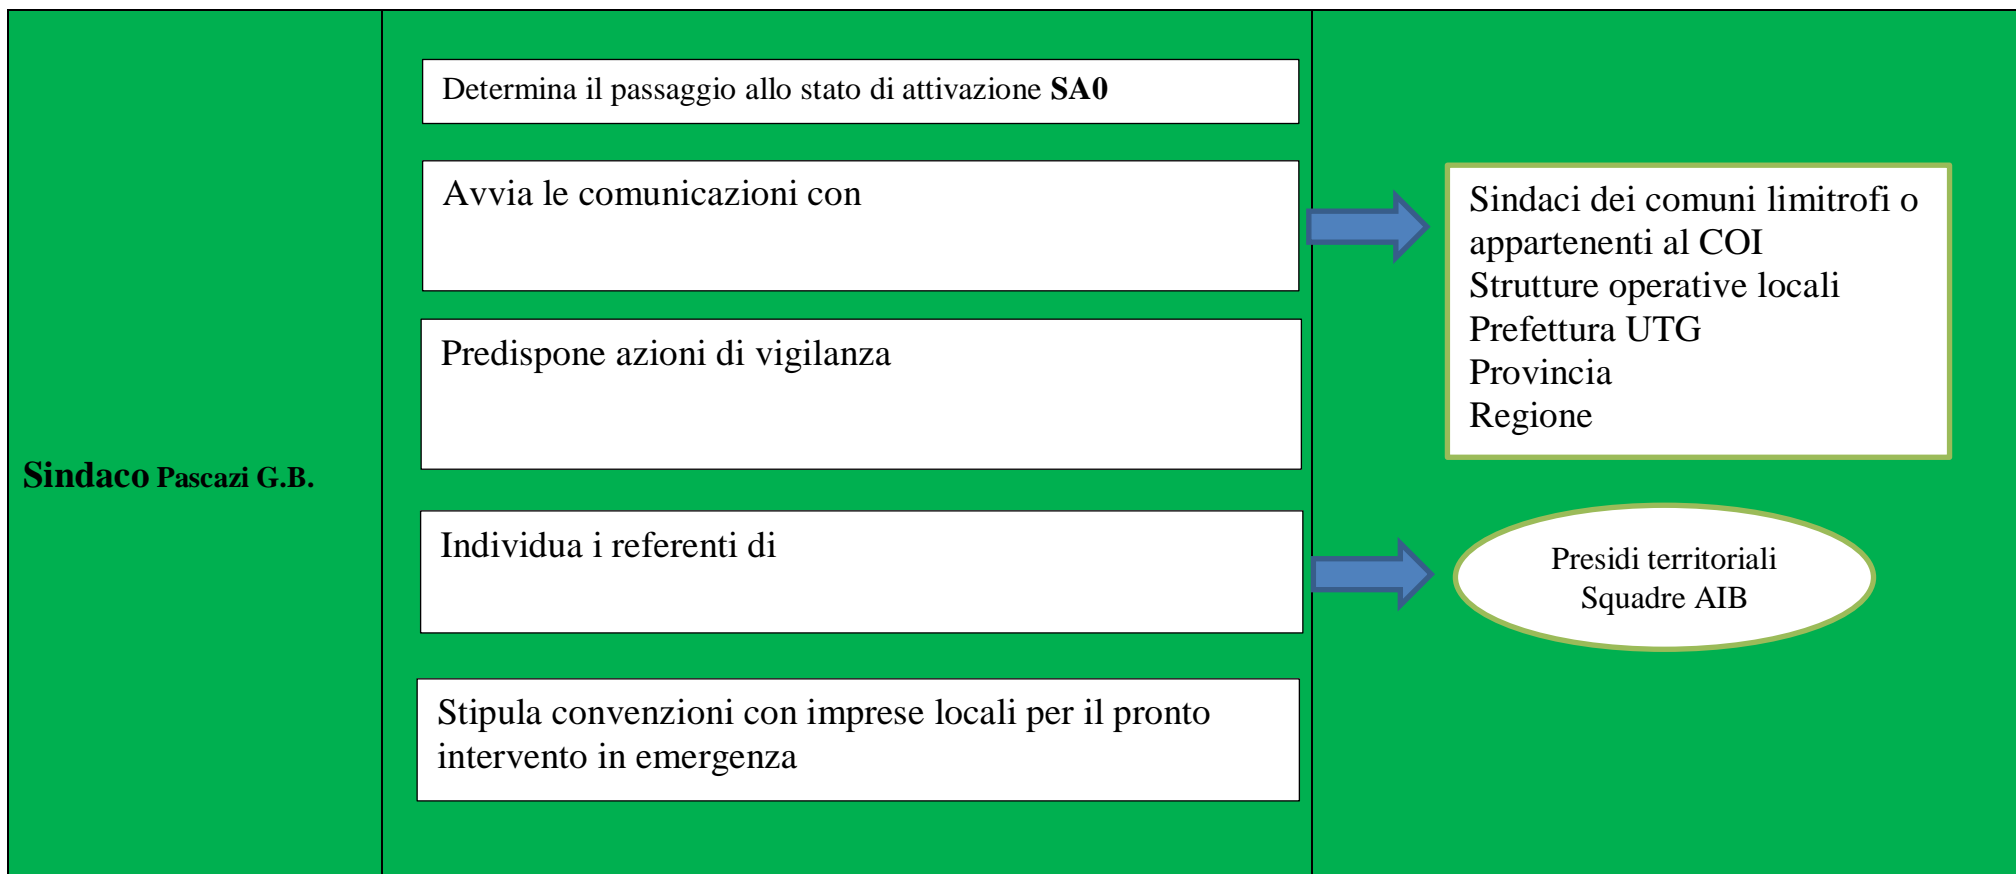 Sindaco Pascazi G.B.
Determina il passaggio allo stato di attivazione SA0
Avvia le comunicazioni con
Sindaci dei comuni limitrofi o
appartenenti al COI
Strutture operative locali
Prefettura UTG
Provincia
Regione
Predispone azioni di vigilanza
Individua i referenti di
Presidi territoriali
Squadre AIB
Stipula convenzioni con imprese locali per il pronto
intervento in emergenza